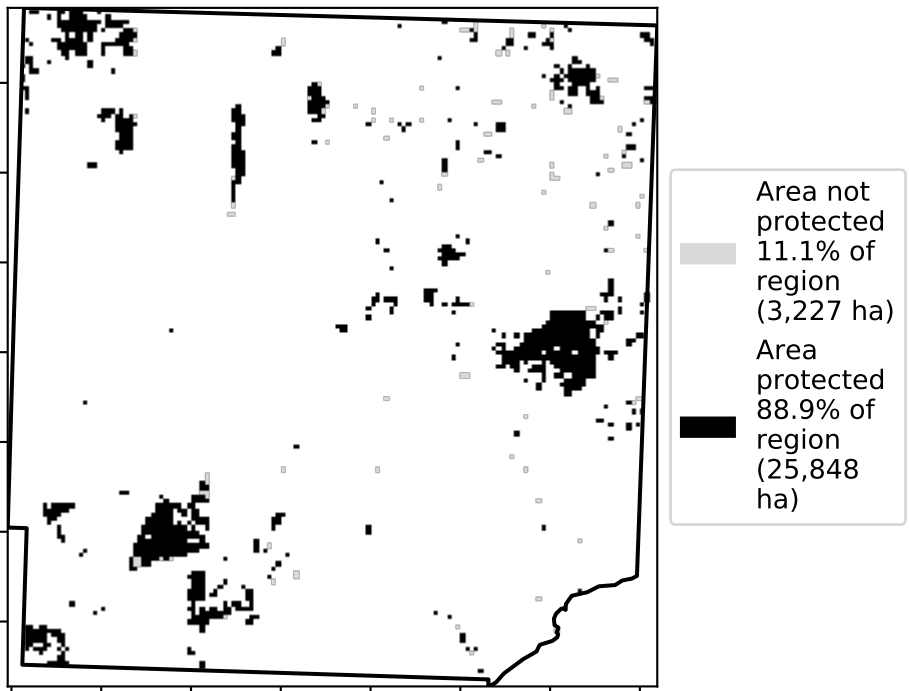 Area not
protected
11.1% of
region
(3,227 ha)
Area
protected
88.9% of
region
(25,848
ha)